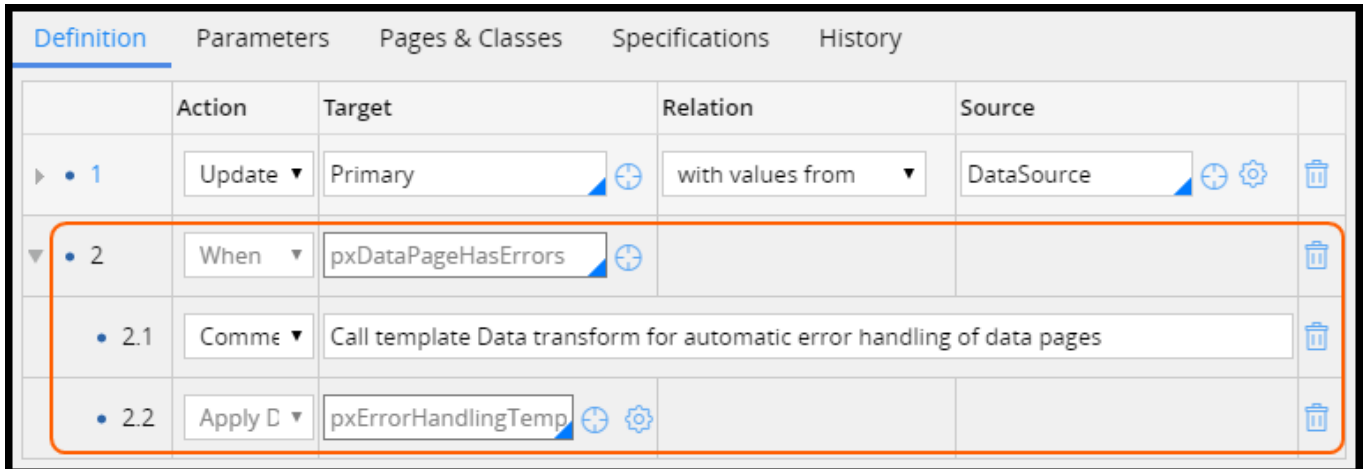 Definition Parameters Pages & Classes Specifications History
Action Target Relation Source
1 Update Primary with values from DataSource
2 When pxDataPageHasErrors
2.1 Comme Call template Data transform for automatic error handling of data pages
2.2 Apply D pxErrorHandlingTemp